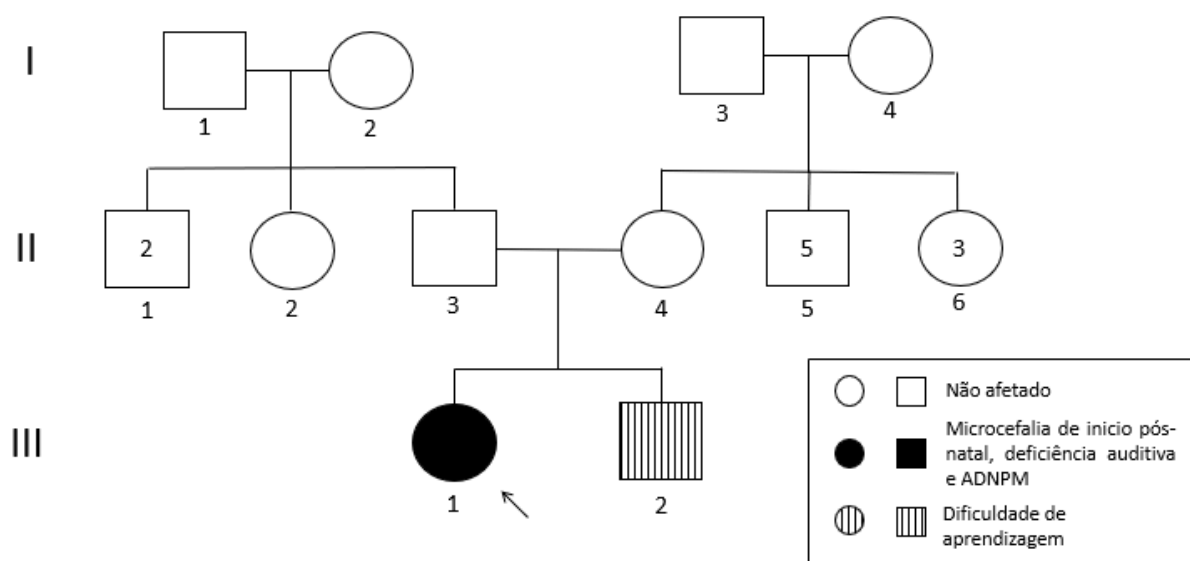 I
1
2
3
4
II
2
5
3
1
2
3
4
5
6
III
1
2
Não afetado
Microcefalia de inicio pós-
natal, deficiência auditiva
e ADNPM
Dificuldade de
aprendizagem